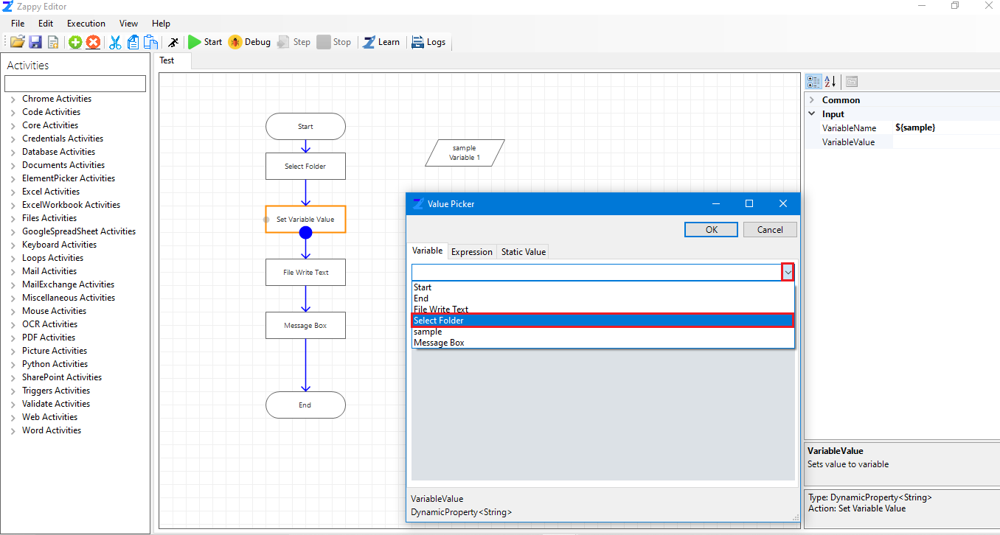 Zappy Editor
File Edit Execution View Help
Start Debug Step Stop Learn Logs
Activities
Chrome Activities
Code Activities
Core Activities
Credentials Activities
Database Activities
Documents Activities
ElementPicker Activities
Excel Activities
ExcelWorkbook Activities
Files Activities
GoogleSpreadSheet Activities
Keyboard Activities
Loops Activities
Mail Activities
MailExchange Activities
Miscellaneous Activities
Mouse Activities
OCR Activities
PDF Activities
Picture Activities
Python Activities
SharePoint Activities
Triggers Activities
Validate Activities
Web Activities
Word Activities
Test
Start
Select Folder
Set Variable Value
File Write Text
Message Box
End
sample
Variable 1
Value Picker
OK Cancel
Variable Expression Static Value
Start
End
File Write Text
Select Folder
sample
Message Box
VariableValue
DynamicProperty<String>
Common
Input
VariableName ${sample}
VariableValue
VariableValue
Sets value to variable
Type: DynamicProperty<String>
Action: Set Variable Value